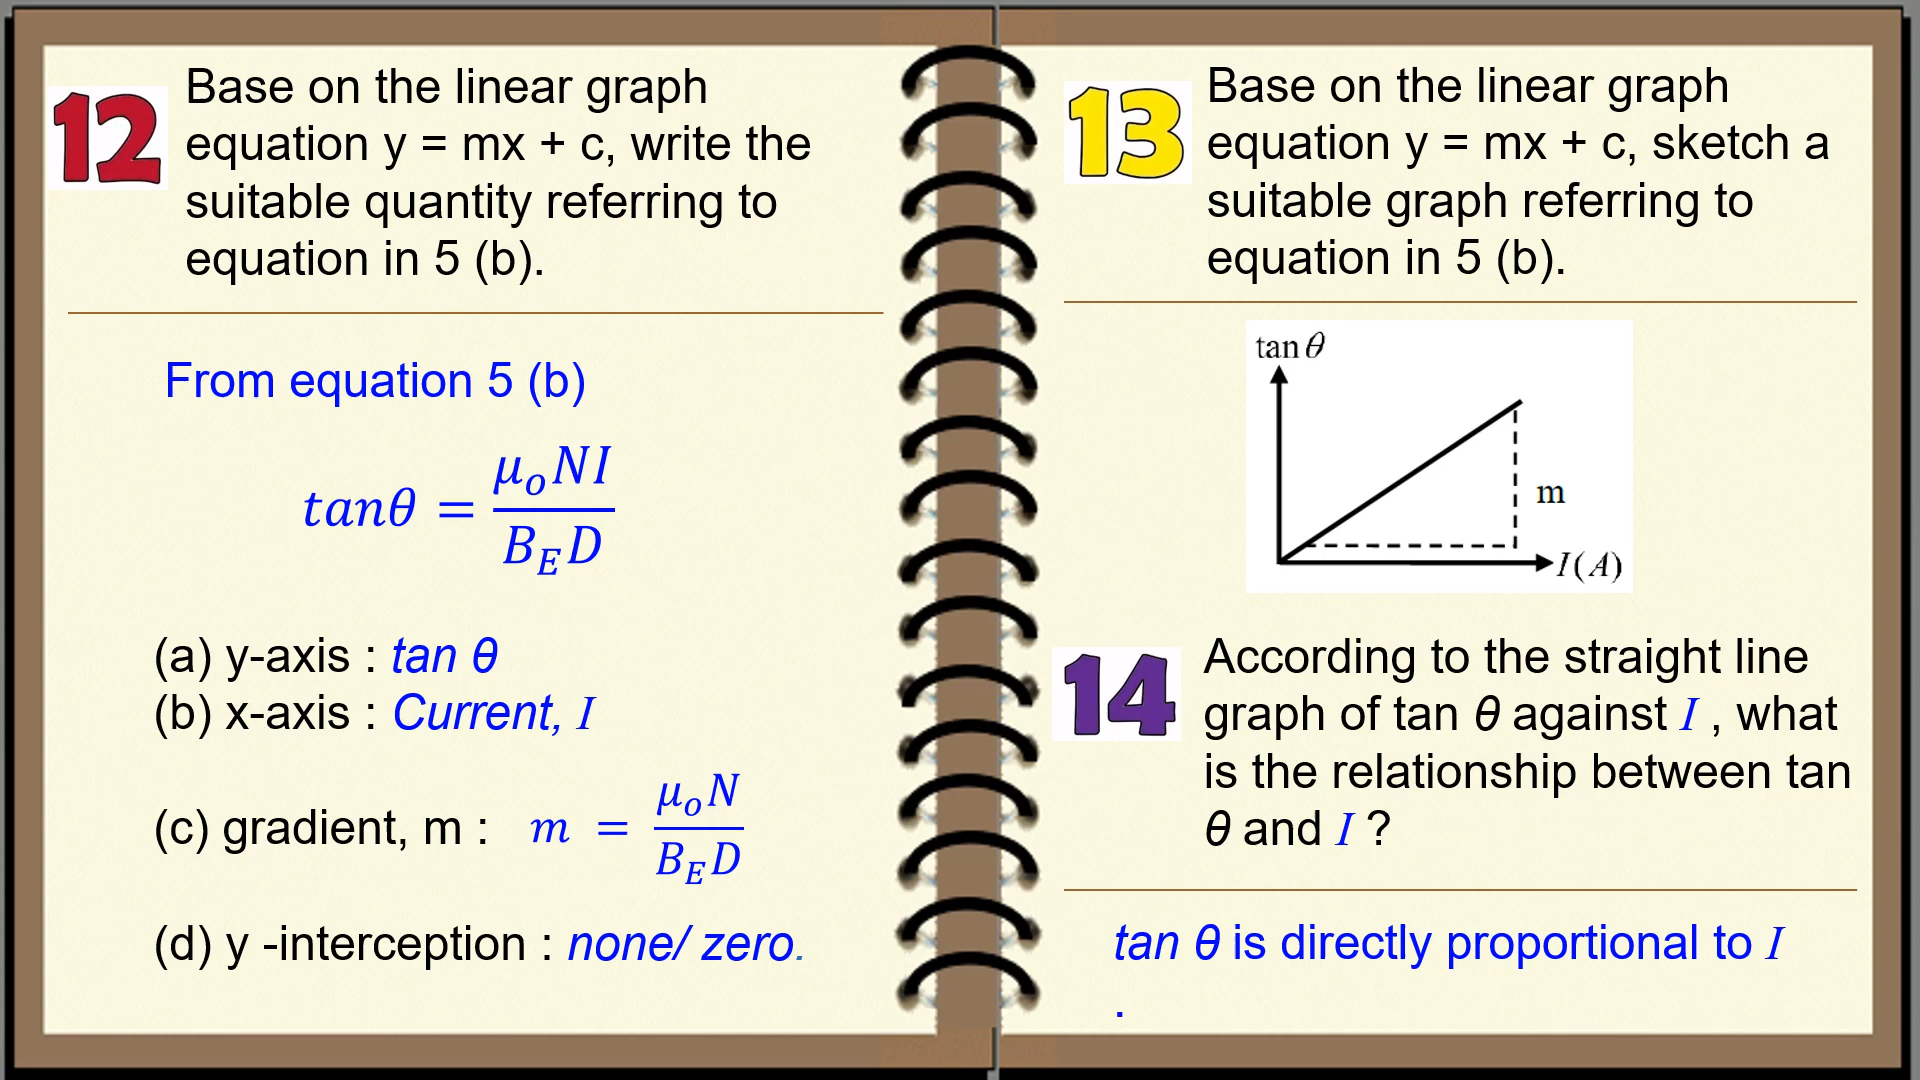 12
Base on the linear graph
equation y = mx + c, write the
suitable quantity referring to
equation in 5 (b).
From equation 5 (b)
tanθ = μₒNI / B_E D
(a) y-axis : tan θ
(b) x-axis : Current, I
(c) gradient, m : m = μₒN / B_E D
(d) y -interception : none/ zero.
13
Base on the linear graph
equation y = mx + c, sketch a
suitable graph referring to
equation in 5 (b).
tan θ
m
I(A)
14
According to the straight line
graph of tan θ against I , what
is the relationship between tan
θ and I ?
tan θ is directly proportional to I
.